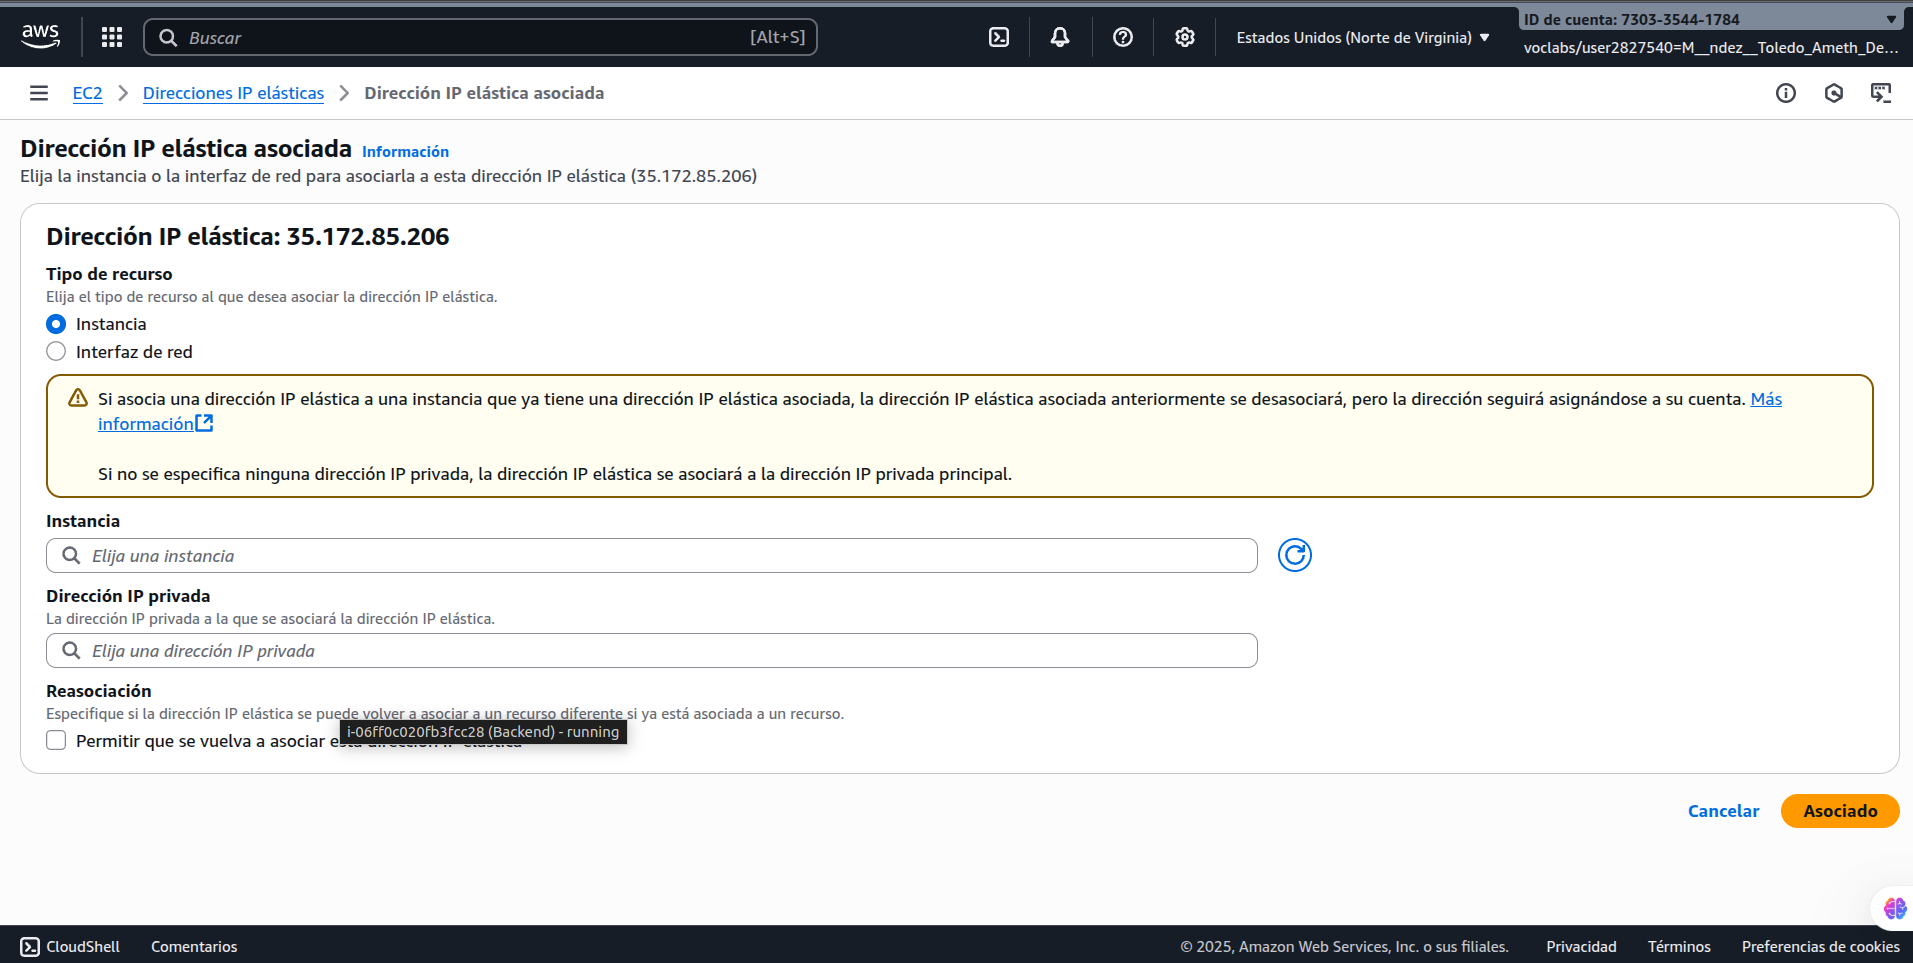 aws
Buscar
[Alt+S]
Estados Unidos (Norte de Virginia)
ID de cuenta: 7303-3544-1784
voclabs/user2827540=M__ndez__Toledo_Ameth_De...
EC2
Direcciones IP elásticas
Dirección IP elástica asociada
Dirección IP elástica asociada Información
Elija la instancia o la interfaz de red para asociarla a esta dirección IP elástica (35.172.85.206)
Dirección IP elástica: 35.172.85.206
Tipo de recurso
Elija el tipo de recurso al que desea asociar la dirección IP elástica.
Instancia
Interfaz de red
Si asocia una dirección IP elástica a una instancia que ya tiene una dirección IP elástica asociada, la dirección IP elástica asociada anteriormente se desasociará, pero la dirección seguirá asignándose a su cuenta. Más
información
Si no se especifica ninguna dirección IP privada, la dirección IP elástica se asociará a la dirección IP privada principal.
Instancia
Elija una instancia
Dirección IP privada
La dirección IP privada a la que se asociará la dirección IP elástica.
Elija una dirección IP privada
Reasociación
Especifique si la dirección IP elástica se puede volver a asociar a un recurso diferente si ya está asociada a un recurso.
i-06ff0c020fb3fcc28 (Backend) - running
Permitir que se vuelva a asociar esta dirección IP elástica
Cancelar
Asociado
CloudShell
Comentarios
© 2025, Amazon Web Services, Inc. o sus filiales.
Privacidad
Términos
Preferencias de cookies